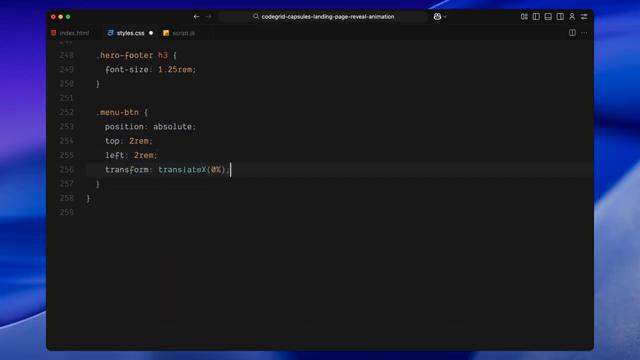 codegrid-capsules-landing-page-reveal-animation
index.html
styles.css
script.js
248 .hero-footer h3 {
249 font-size: 1.25rem;
250 }
251
252 .menu-btn {
253 position: absolute;
254 top: 2rem;
255 left: 2rem;
256 transform: translateX(0%);
257 }
258 }
259